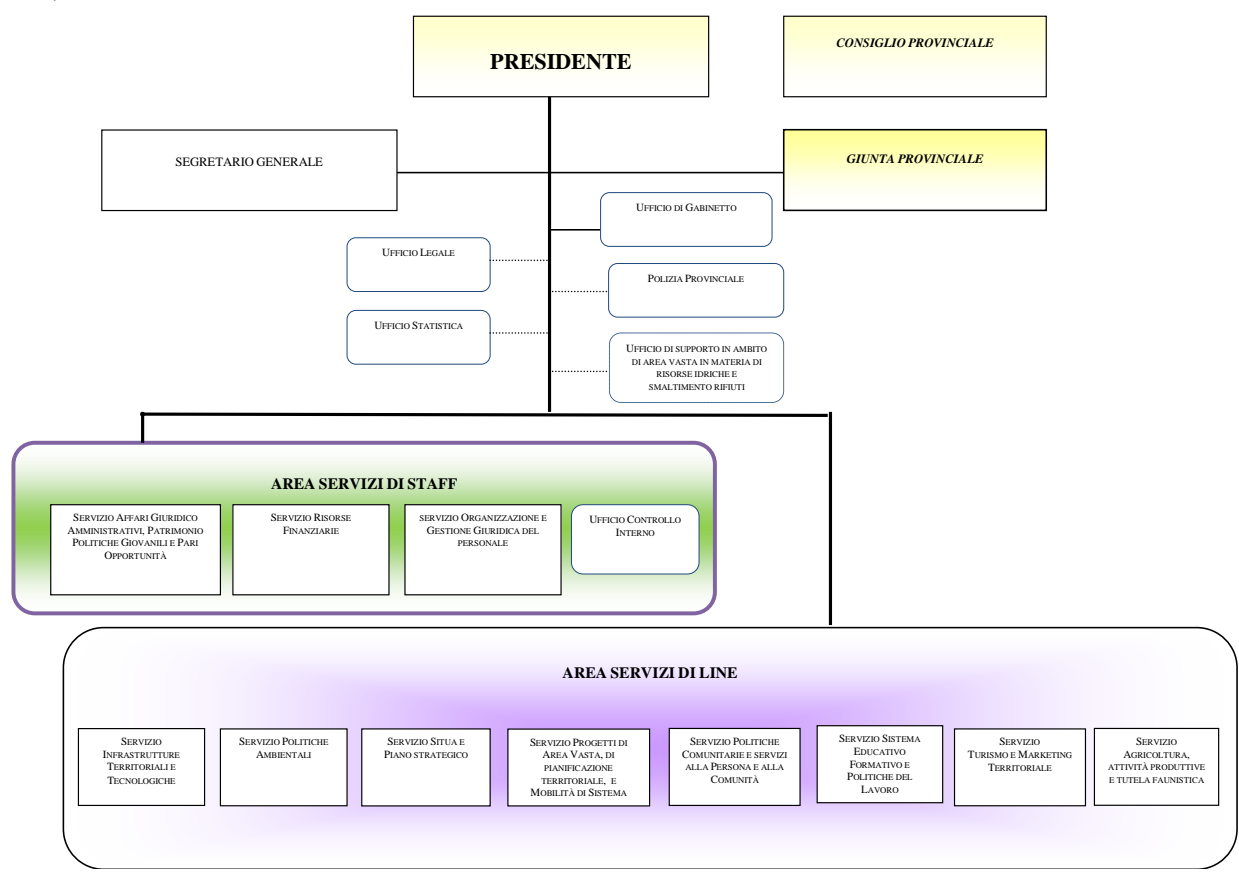 PRESIDENTE
CONSIGLIO PROVINCIALE
SEGRETARIO GENERALE
GIUNTA PROVINCIALE
UFFICIO DI GABINETTO
UFFICIO LEGALE
POLIZIA PROVINCIALE
UFFICIO STATISTICA
UFFICIO DI SUPPORTO IN AMBITO
DI AREA VASTA IN MATERIA DI
RISORSE IDRICHE E
SMALTIMENTO RIFIUTI
AREA SERVIZI DI STAFF
SERVIZIO AFFARI GIURIDICO
AMMINISTRATIVI, PATRIMONIO
POLITICHE GIOVANILI E PARI
OPPORTUNITÀ
SERVIZIO RISORSE
FINANZIARIE
SERVIZIO ORGANIZZAZIONE E
GESTIONE GIURIDICA DEL
PERSONALE
UFFICIO CONTROLLO
INTERNO
AREA SERVIZI DI LINE
SERVIZIO
INFRASTRUTTURE
TERRITORIALI E
TECNOLOGICHE
SERVIZIO POLITICHE
AMBIENTALI
SERVIZIO SITUA E
PIANO STRATEGICO
SERVIZIO PROGETTI DI
AREA VASTA, DI
PIANIFICAZIONE
TERRITORIALE, E
MOBILITÀ DI SISTEMA
SERVIZIO POLITICHE
COMUNITARIE E SERVIZI
ALLA PERSONA E ALLA
COMUNITÀ
SERVIZIO SISTEMA
EDUCATIVO
FORMATIVO E
POLITICHE DEL
LAVORO
SERVIZIO
TURISMO E MARKETING
TERRITORIALE
SERVIZIO
AGRICOLTURA,
ATTIVITÀ PRODUTTIVE
E TUTELA FAUNISTICA